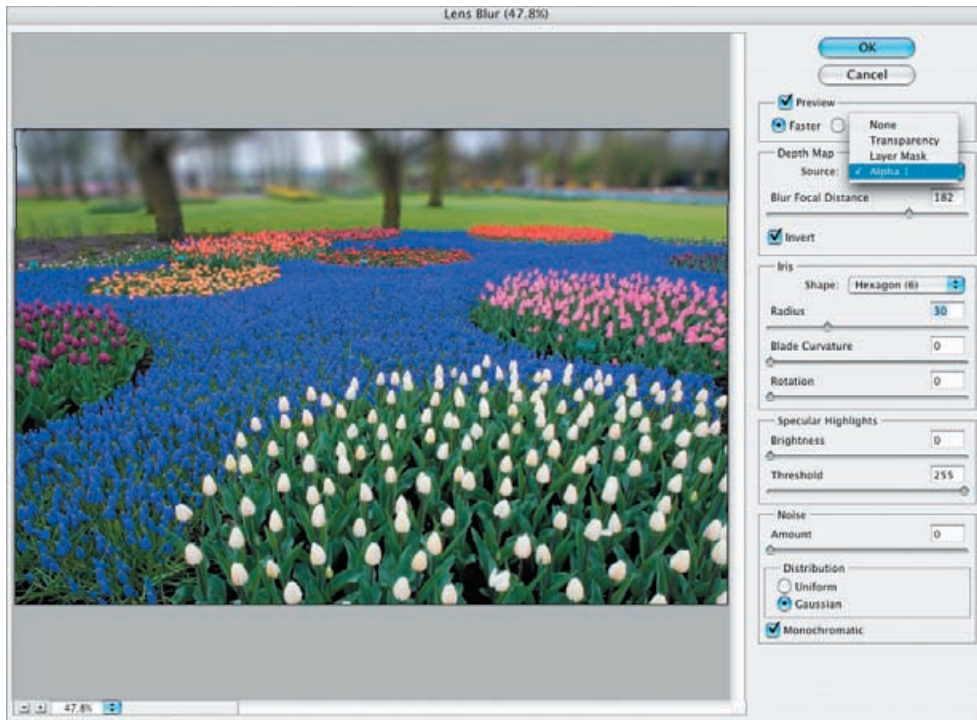 Lens Blur (47.8%)
OK
Cancel
Preview
Faster
None
Transparency
Layer Mask
Alpha 1
Depth Map
Source:
Blur Focal Distance 182
Invert
Iris
Shape: Hexagon (6)
Radius 30
Blade Curvature 0
Rotation 0
Specular Highlights
Brightness 0
Threshold 255
Noise
Amount 0
Distribution
Uniform
Gaussian
Monochromatic
47.8%